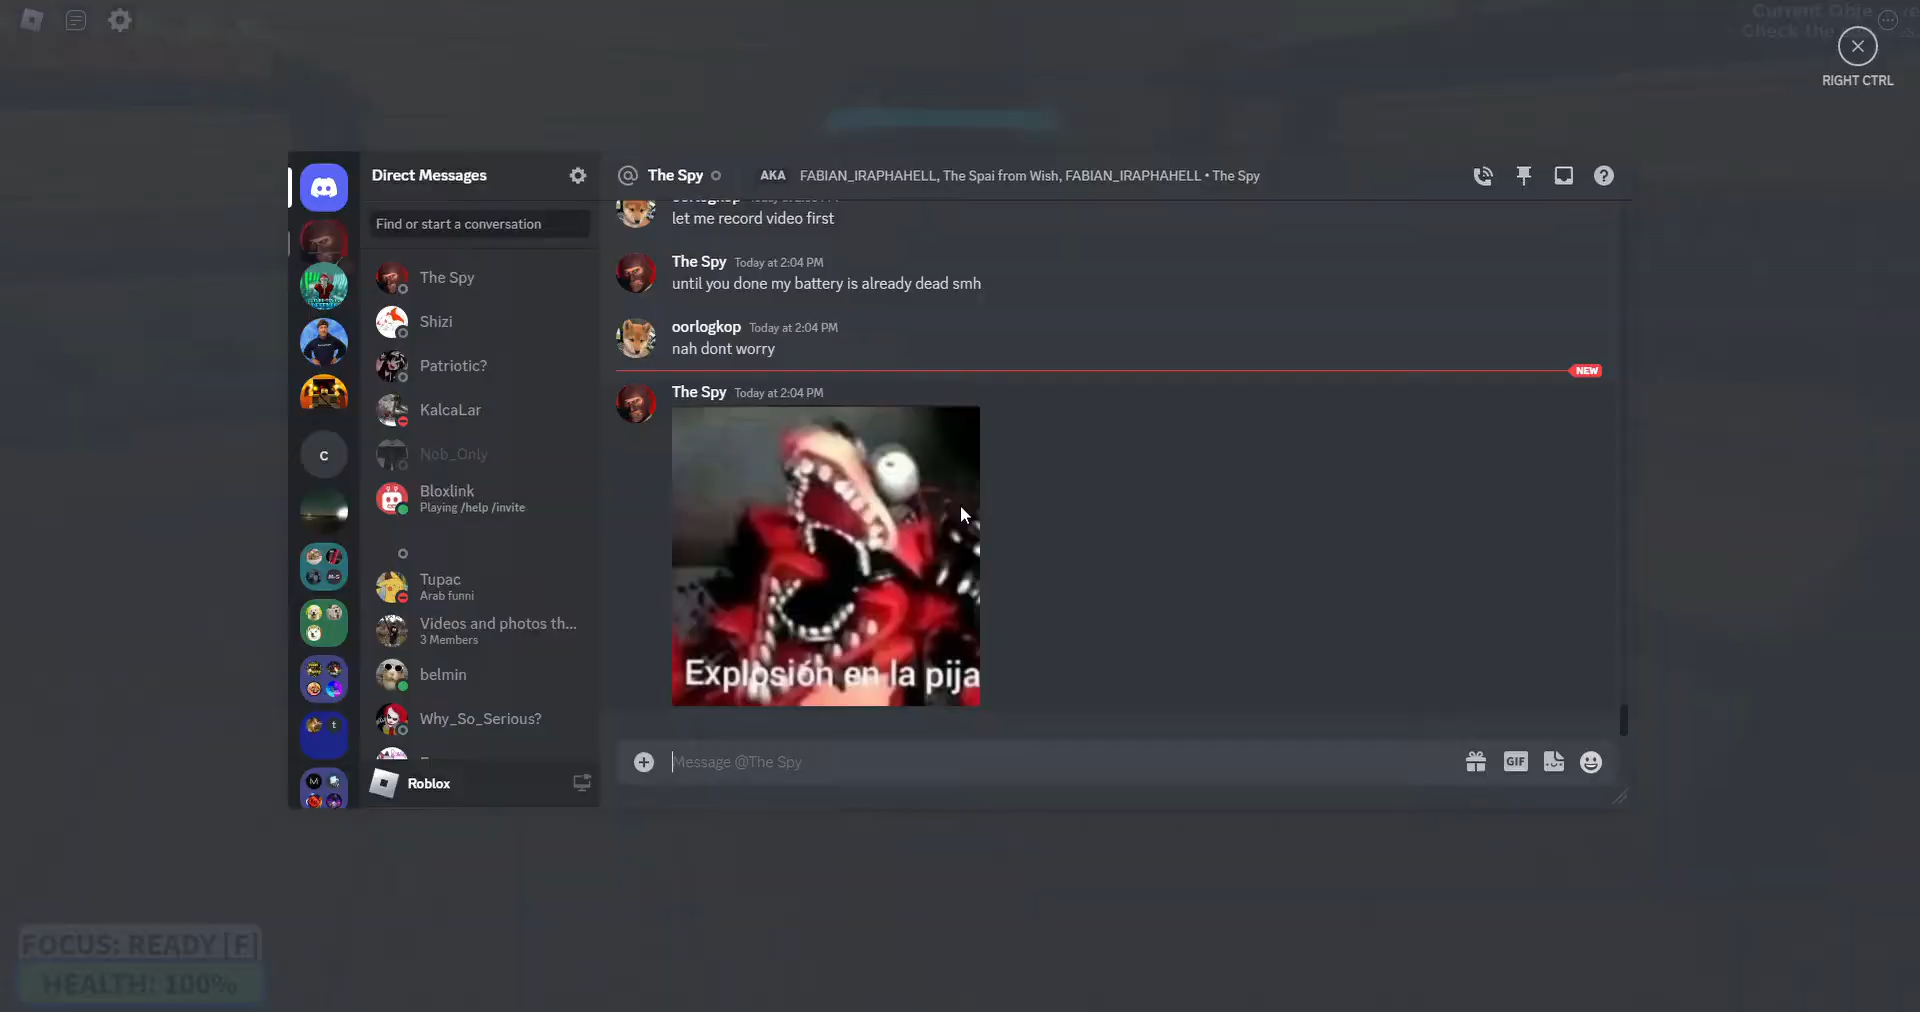 Current Obje
Check the
RIGHT CTRL
Direct Messages
Find or start a conversation
The Spy
Shizi
Patriotic?
KalcaLar
Nob_Only
Bloxlink
Playing /help /invite
Tupac
Arab funni
Videos and photos th...
3 Members
belmin
Why_So_Serious?
Roblox
C
t
M
M-S
The Spy AKA FABIAN_IRAPHAHELL, The Spai from Wish, FABIAN_IRAPHAHELL • The Spy
let me record video first
The Spy Today at 2:04 PM
until you done my battery is already dead smh
oorlogkop Today at 2:04 PM
nah dont worry
NEW
The Spy Today at 2:04 PM
Explosión en la pija
Message @The Spy
GIF
FOCUS: READY [F]
HEALTH: 100%